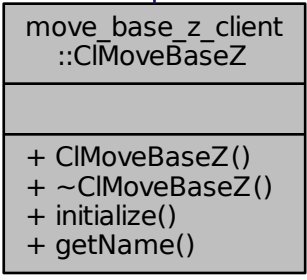 move_base_z_client
::ClMoveBaseZ
+ ClMoveBaseZ()
+ ~ClMoveBaseZ()
+ initialize()
+ getName()